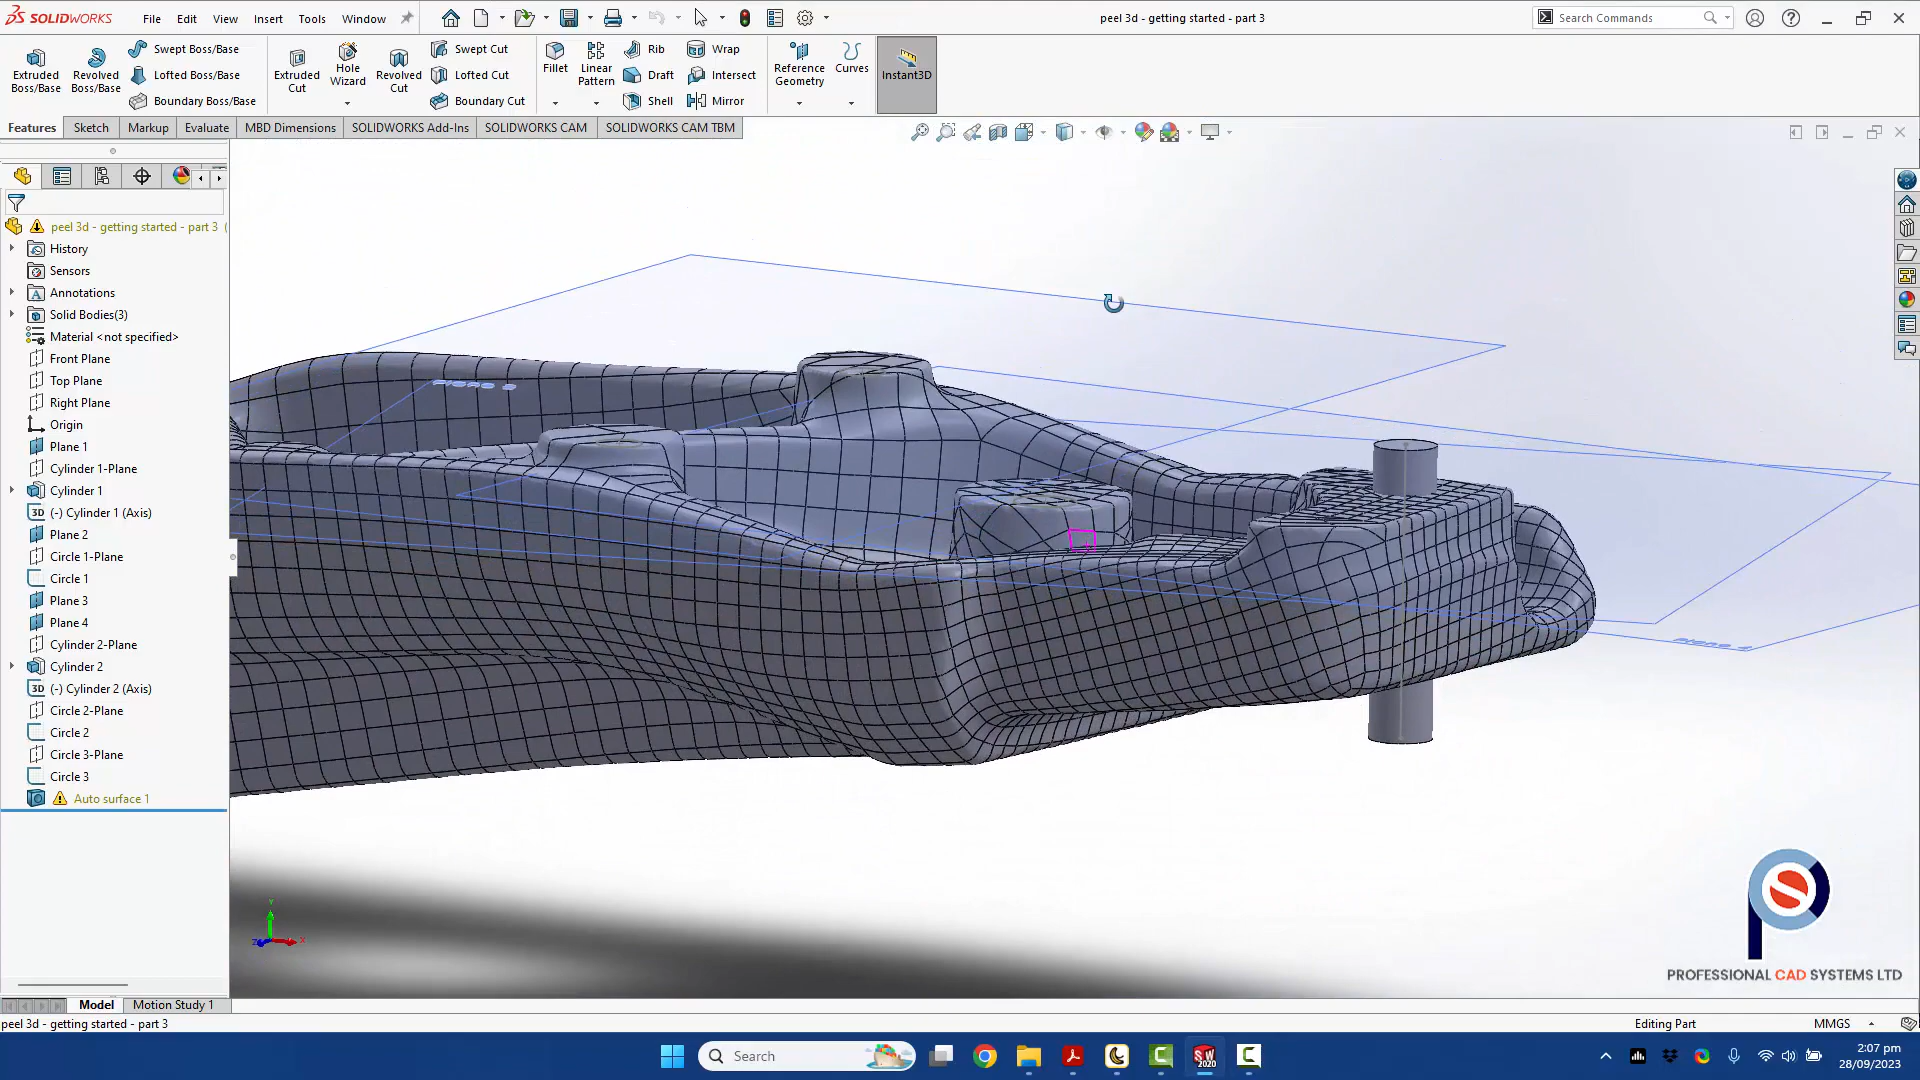 SOLIDWORKS File Edit View Insert Tools Window peel 3d - getting started - part 3 Search Commands
Extruded Boss/Base
Revolved Boss/Base
Swept Boss/Base
Lofted Boss/Base
Boundary Boss/Base
Extruded Cut
Hole Wizard
Revolved Cut
Swept Cut
Lofted Cut
Boundary Cut
Fillet
Linear Pattern
Rib
Draft
Shell
Wrap
Intersect
Mirror
Reference Geometry
Curves
Instant3D
Features Sketch Markup Evaluate MBD Dimensions SOLIDWORKS Add-Ins SOLIDWORKS CAM SOLIDWORKS CAM TBM
peel 3d - getting started - part 3 (
History
Sensors
Annotations
Solid Bodies(3)
Material <not specified>
Front Plane
Top Plane
Right Plane
Origin
Plane 1
Cylinder 1-Plane
Cylinder 1
3D (-) Cylinder 1 (Axis)
Plane 2
Circle 1-Plane
Circle 1
Plane 3
Plane 4
Cylinder 2-Plane
Cylinder 2
3D (-) Cylinder 2 (Axis)
Circle 2-Plane
Circle 2
Circle 3-Plane
Circle 3
Auto surface 1
Y
Z X
PROFESSIONAL CAD SYSTEMS LTD
Model Motion Study 1
peel 3d - getting started - part 3 Editing Part MMGS
Search
SW 2020
2:07 pm
28/09/2023